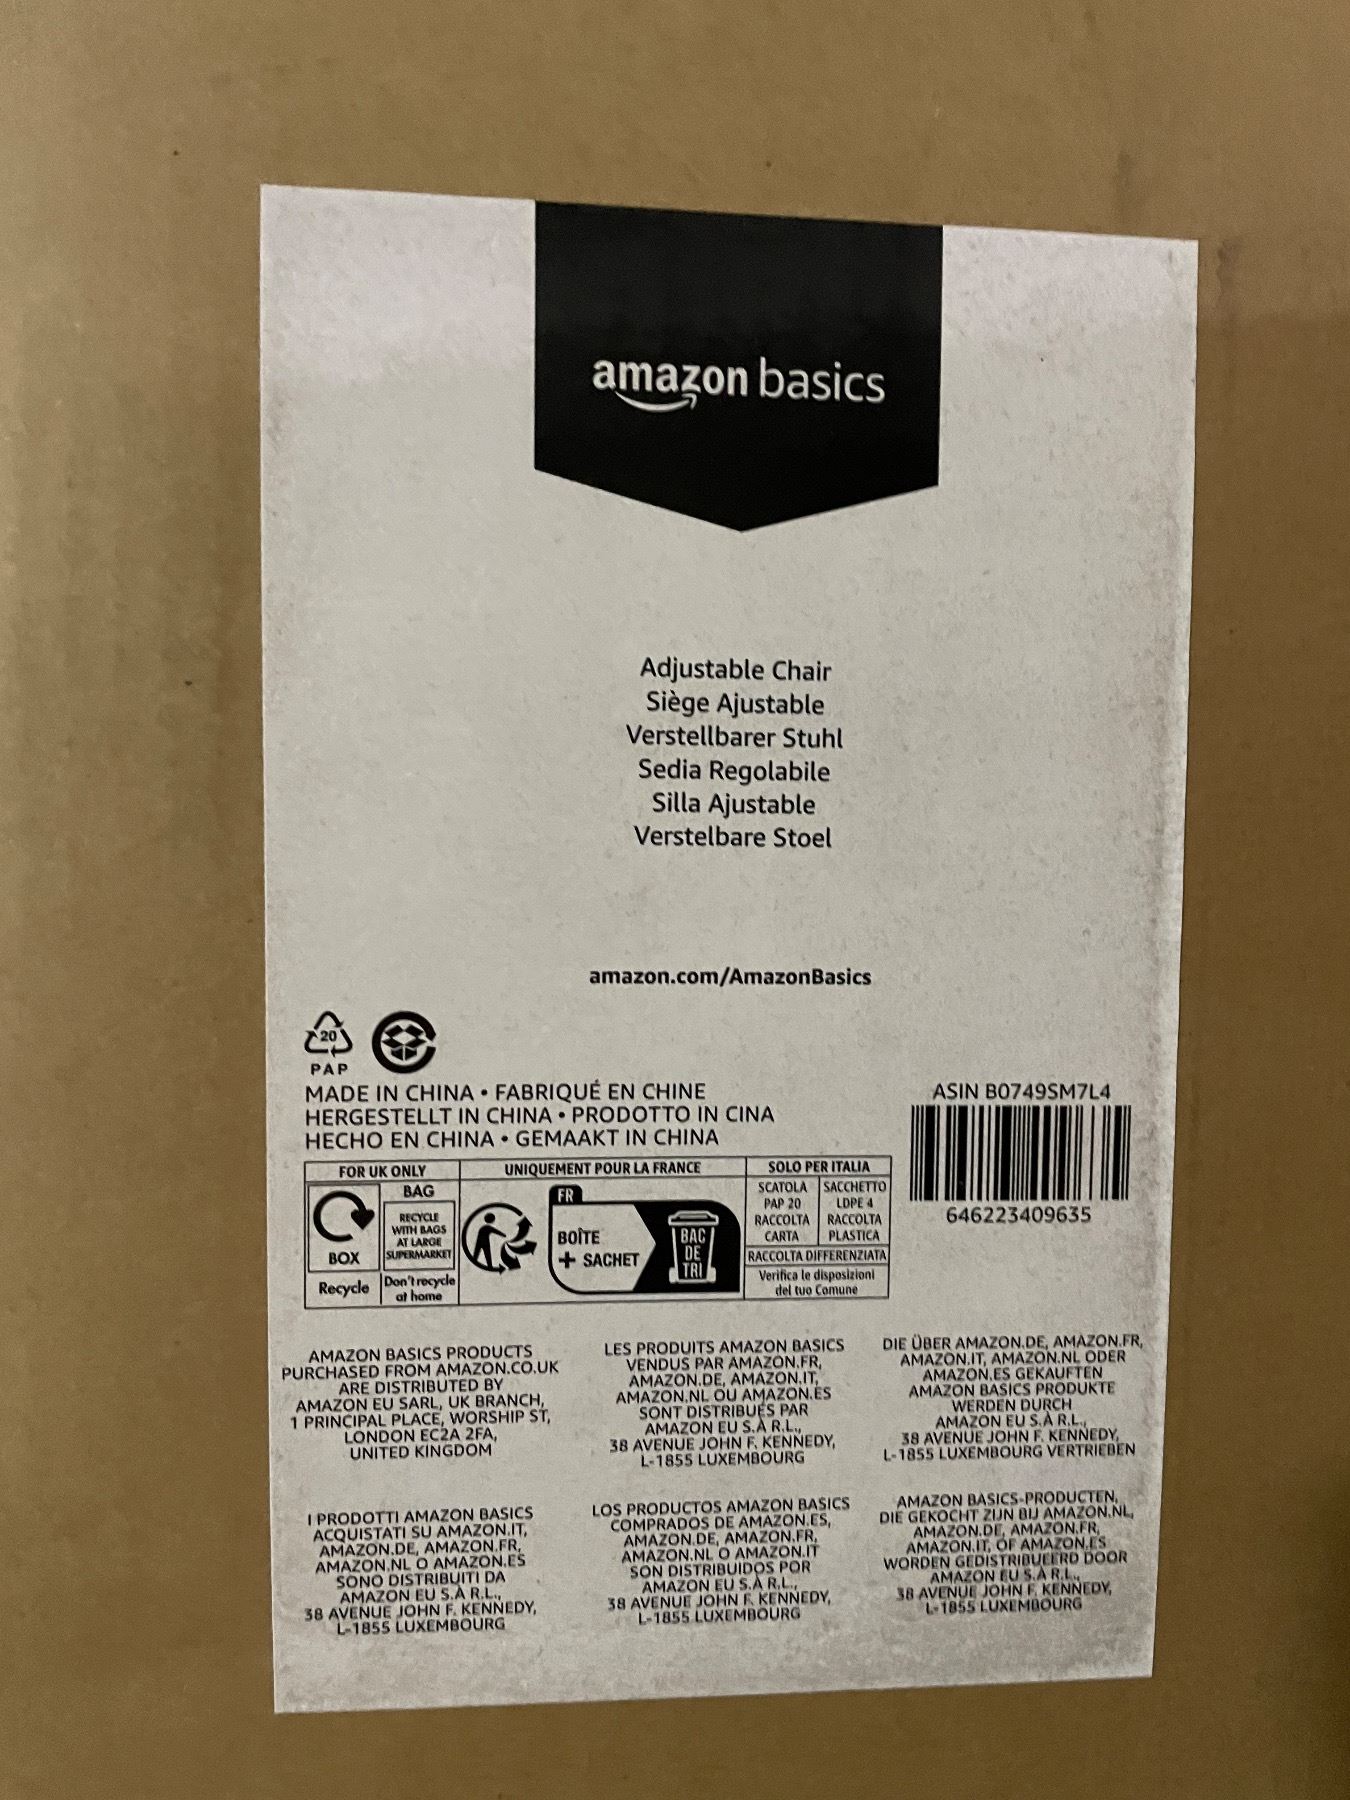 amazon basics
Adjustable Chair
Siège Ajustable
Verstellbarer Stuhl
Sedia Regolabile
Silla Ajustable
Verstelbare Stoel
amazon.com/AmazonBasics
20
PAP
MADE IN CHINA • FABRIQUÉ EN CHINE
HERGESTELLT IN CHINA • PRODOTTO IN CINA
HECHO EN CHINA • GEMAAKT IN CHINA
ASIN B0749SM7L4
646223409635
FOR UK ONLY
BOX
Recycle
BAG
RECYCLE
WITH BAGS
AT LARGE
SUPERMARKET
Don't recycle
at home
UNIQUEMENT POUR LA FRANCE
FR
BOÎTE
+ SACHET
BAC
DE
TRI
SOLO PER ITALIA
SCATOLA
PAP 20
RACCOLTA
CARTA
SACCHETTO
LDPE 4
RACCOLTA
PLASTICA
RACCOLTA DIFFERENZIATA
Verifica le disposizioni
del tuo Comune
AMAZON BASICS PRODUCTS
PURCHASED FROM AMAZON.CO.UK
ARE DISTRIBUTED BY
AMAZON EU SARL, UK BRANCH,
1 PRINCIPAL PLACE, WORSHIP ST,
LONDON EC2A 2FA,
UNITED KINGDOM
LES PRODUITS AMAZON BASICS
VENDUS PAR AMAZON.FR,
AMAZON.DE, AMAZON.IT,
AMAZON.NL OU AMAZON.ES
SONT DISTRIBUÉS PAR
AMAZON EU S.À R.L.,
38 AVENUE JOHN F. KENNEDY,
L-1855 LUXEMBOURG
DIE ÜBER AMAZON.DE, AMAZON.FR,
AMAZON.IT, AMAZON.NL ODER
AMAZON.ES GEKAUFTEN
AMAZON BASICS PRODUKTE
WERDEN DURCH
AMAZON EU S.À R.L.,
38 AVENUE JOHN F. KENNEDY,
L-1855 LUXEMBOURG VERTRIEBEN
I PRODOTTI AMAZON BASICS
ACQUISTATI SU AMAZON.IT,
AMAZON.DE, AMAZON.FR,
AMAZON.NL O AMAZON.ES
SONO DISTRIBUITI DA
AMAZON EU S.À R.L.,
38 AVENUE JOHN F. KENNEDY,
L-1855 LUXEMBOURG
LOS PRODUCTOS AMAZON BASICS
COMPRADOS DE AMAZON.ES,
AMAZON.DE, AMAZON.FR,
AMAZON.NL O AMAZON.IT
SON DISTRIBUIDOS POR
AMAZON EU S.À R.L.,
38 AVENUE JOHN F. KENNEDY,
L-1855 LUXEMBOURG
AMAZON BASICS-PRODUCTEN,
DIE GEKOCHT ZIJN BIJ AMAZON.NL,
AMAZON.DE, AMAZON.FR,
AMAZON.IT, OF AMAZON.ES
WORDEN GEDISTRIBUEERD DOOR
AMAZON EU S.À R.L.,
38 AVENUE JOHN F. KENNEDY,
L-1855 LUXEMBOURG